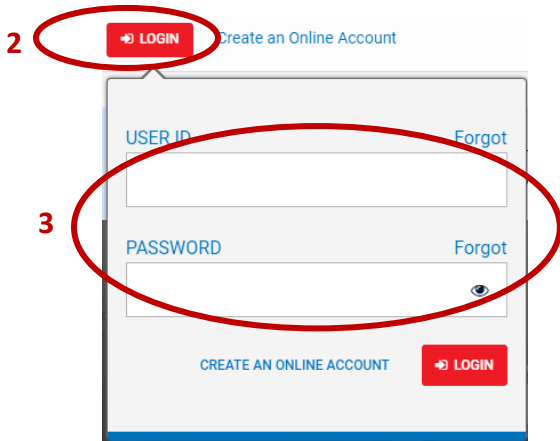 2 LOGIN Create an Online Account
USER ID Forgot
3
PASSWORD Forgot
CREATE AN ONLINE ACCOUNT LOGIN